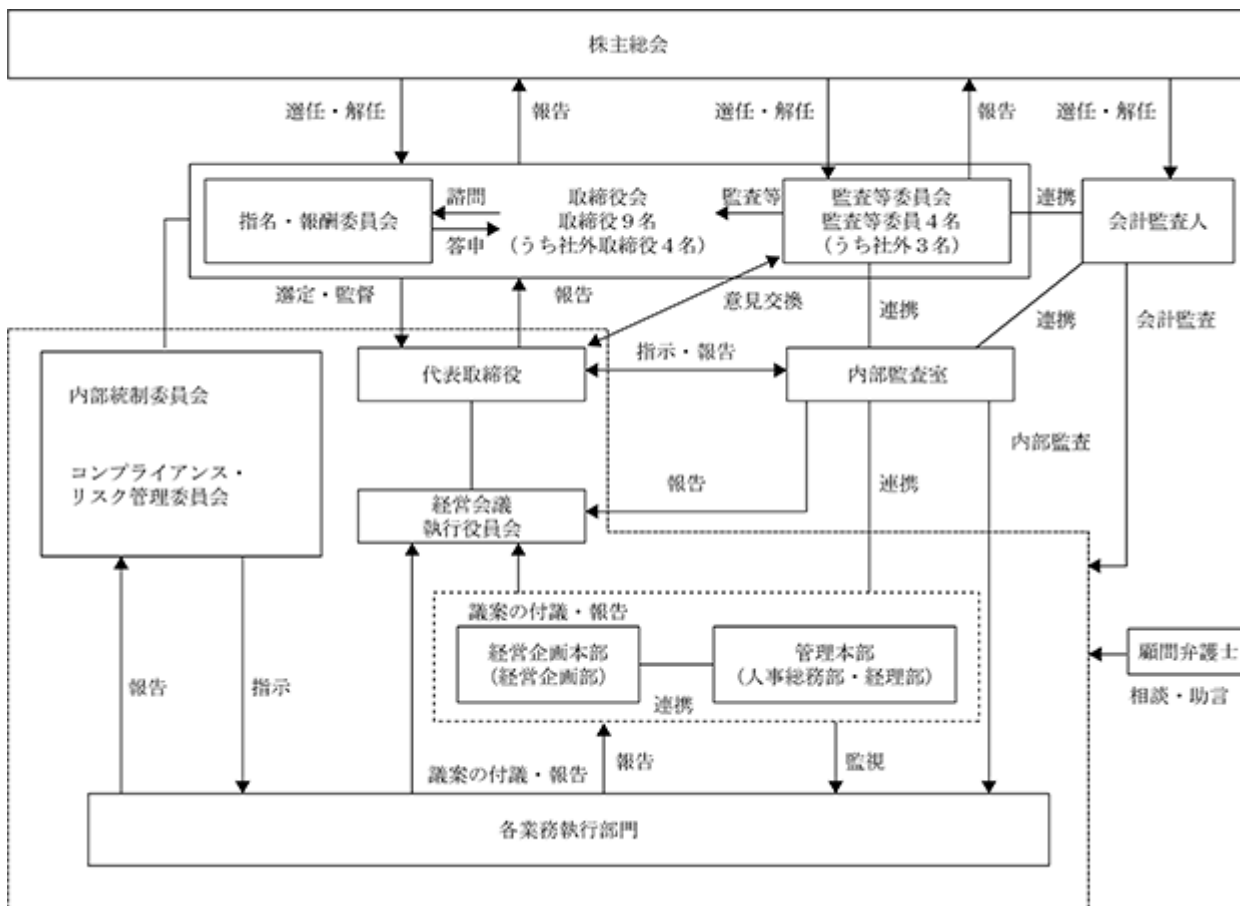 株主総会
選任・解任
報告
選任・解任
報告
選任・解任
指名・報酬委員会
諮問
答申
取締役会
取締役9名
(うち社外取締役4名)
監査等
監査等委員会
監査等委員4名
(うち社外3名)
連携
会計監査人
選定・監督
報告
意見交換
連携
連携
会計監査
内部統制委員会
コンプライアンス・
リスク管理委員会
代表取締役
指示・報告
内部監査室
内部監査
経営会議
執行役員会
報告
連携
議案の付議・報告
経営企画本部
(経営企画部)
管理本部
(人事総務部・経理部)
連携
顧問弁護士
相談・助言
報告
指示
議案の付議・報告
報告
監視
各業務執行部門